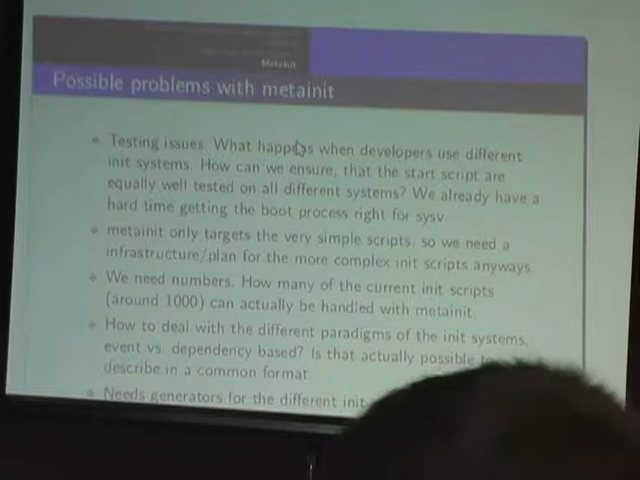 Metainit
Possible problems with metainit
Testing issues. What happens when developers use different
init systems. How can we ensure, that the start script are
equally well tested on all different systems? We already have a
hard time getting the boot process right for sysv.
metainit only targets the very simple scripts, so we need a
infrastructure/plan for the more complex init scripts anyways.
We need numbers. How many of the current init scripts
(around 1000) can actually be handled with metainit.
How to deal with the different paradigms of the init systems,
event vs. dependency based? Is that actually possible
describe in a common format.
Needs generators for the different init